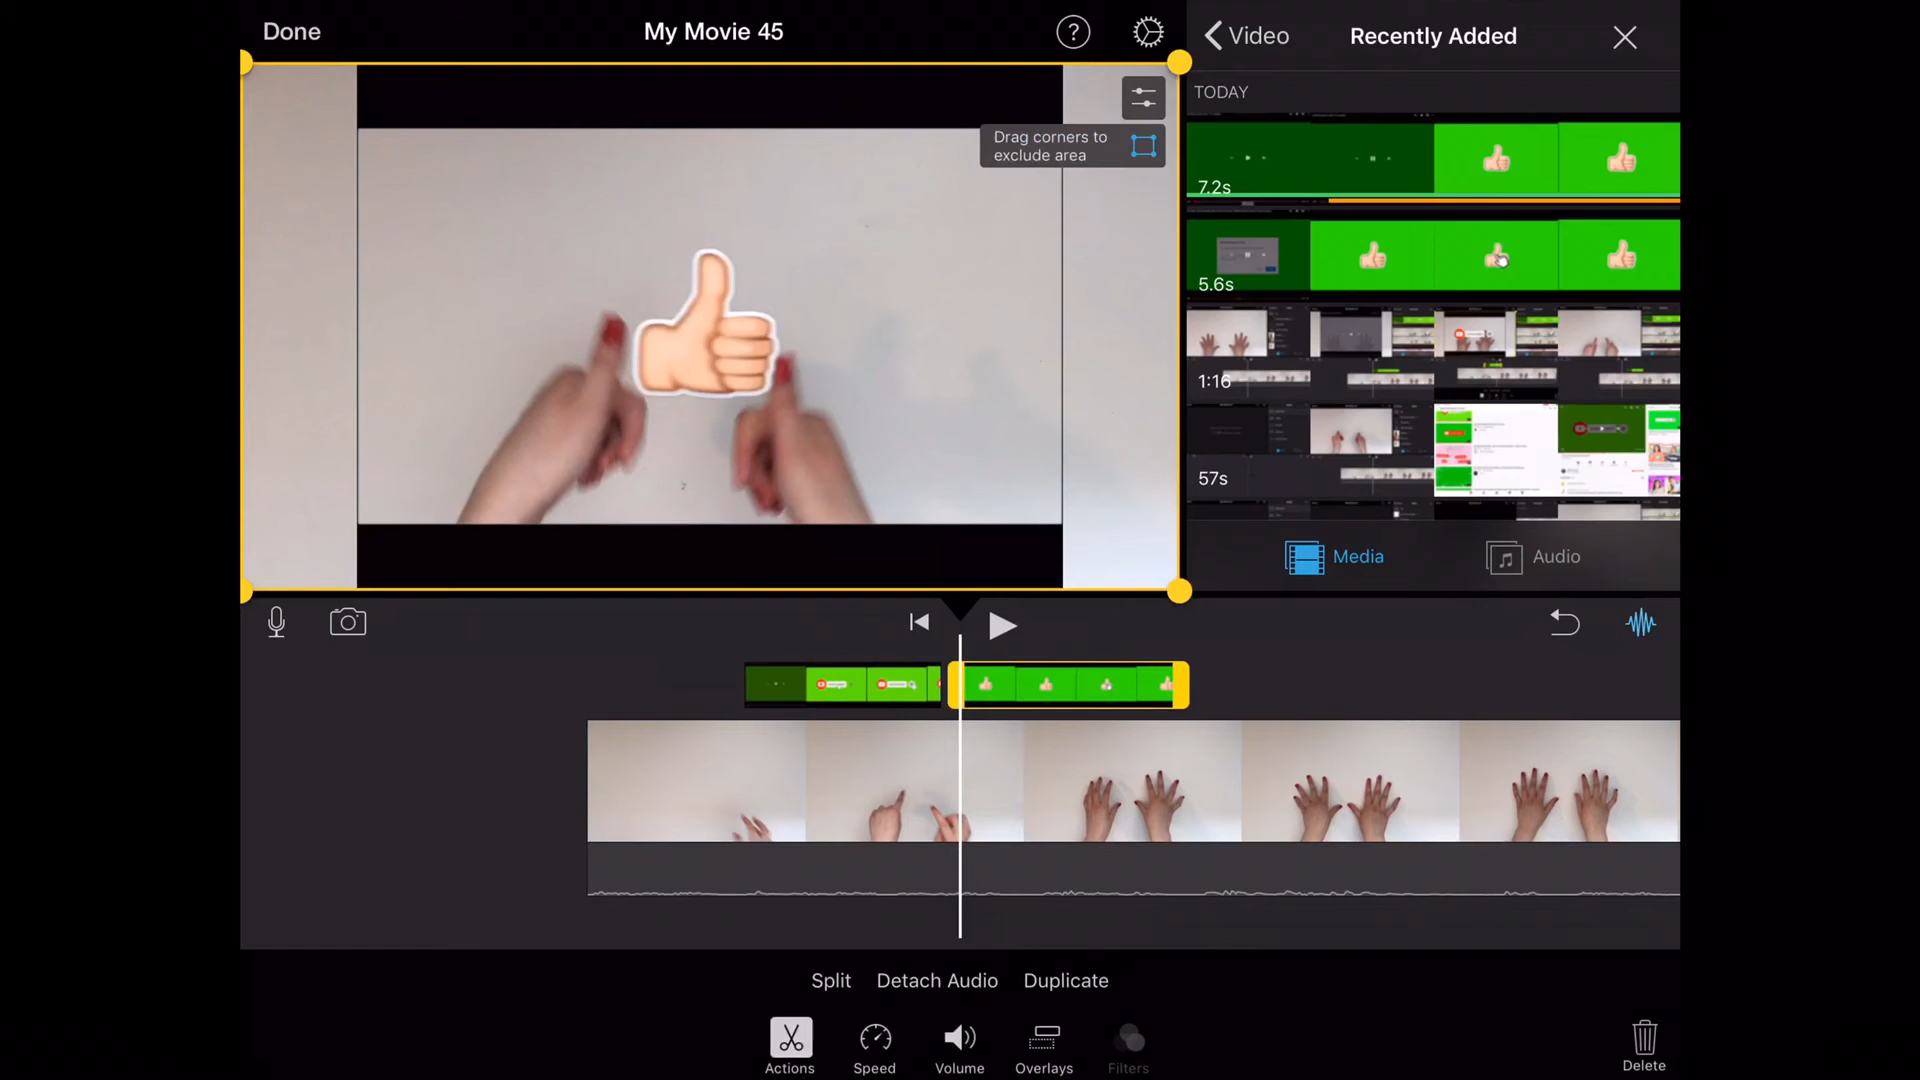 Done
My Movie 45
?
Video
Recently Added
TODAY
Drag corners to
exclude area
7.2s
5.6s
1:16
57s
Media
Audio
Split
Detach Audio
Duplicate
Actions
Speed
Volume
Overlays
Filters
Delete